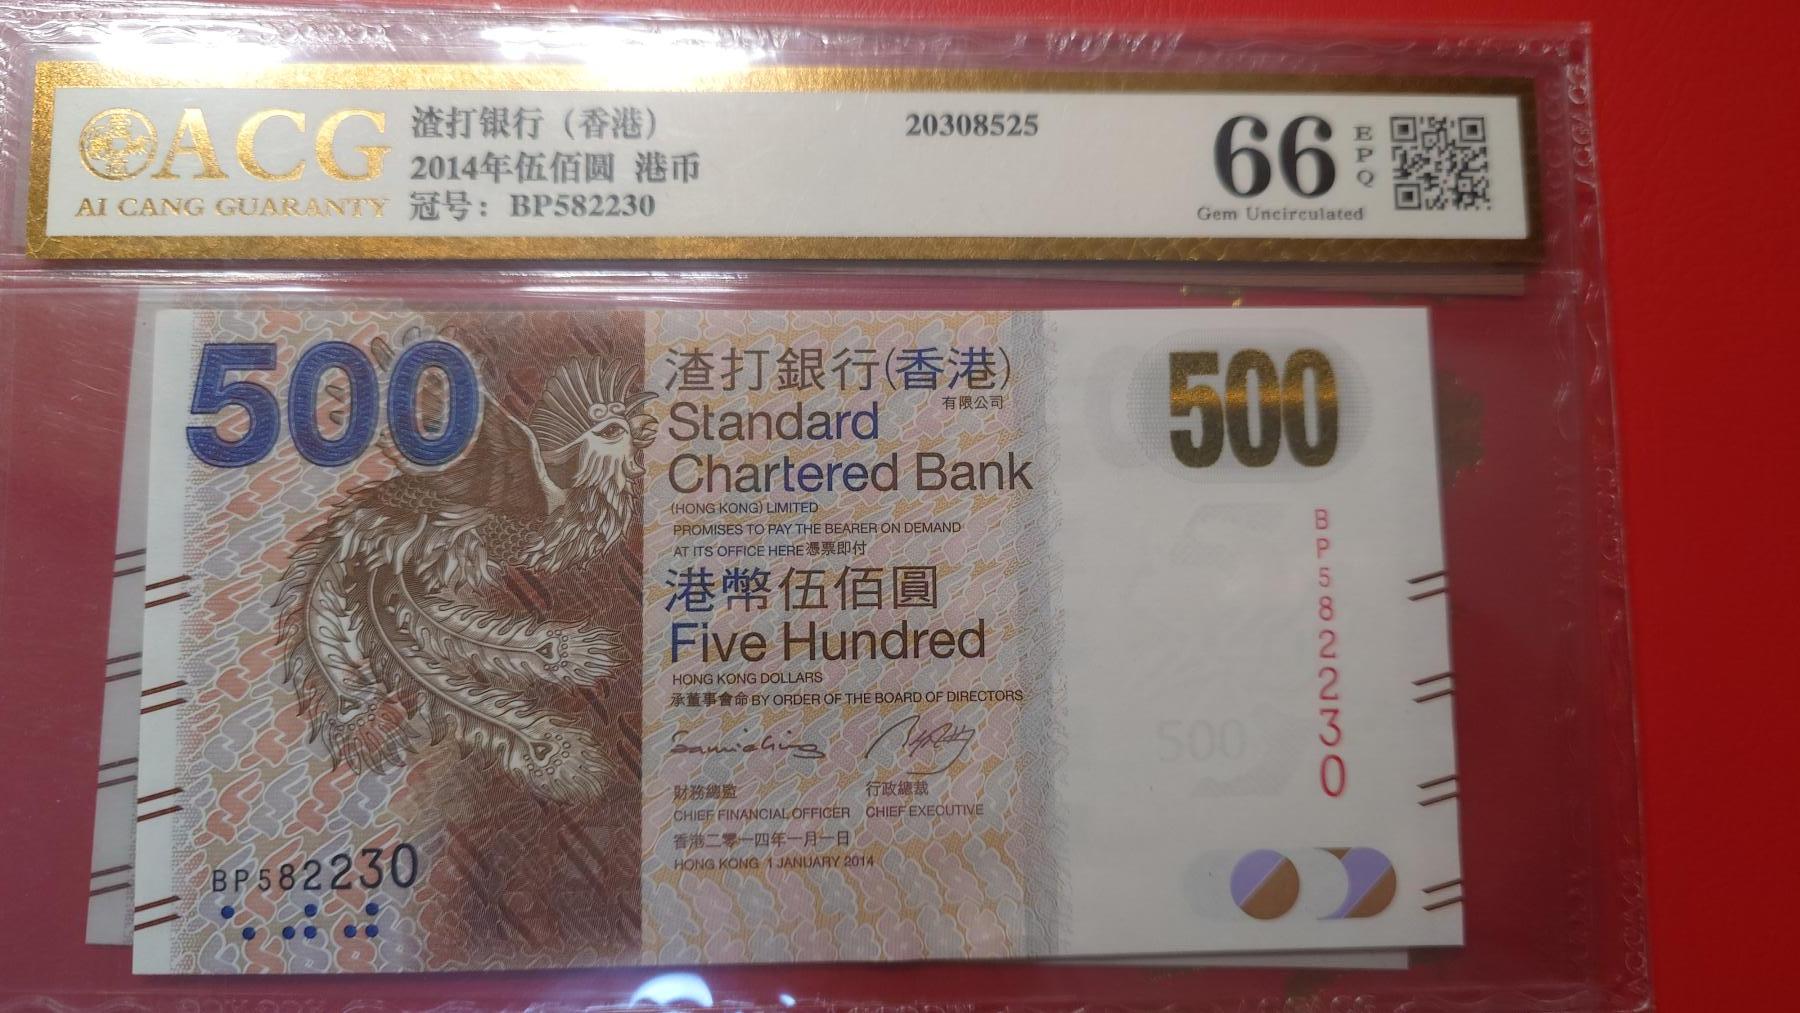 ACG
AI CANG GUARANTY
渣打银行（香港）
2014年伍佰圆 港币
冠号：BP582230
20308525
66
EPQ
Gem Uncirculated
500
渣打銀行(香港)
有限公司
Standard
Chartered Bank
(HONG KONG) LIMITED
PROMISES TO PAY THE BEARER ON DEMAND
AT ITS OFFICE HERE憑票即付
港幣伍佰圓
Five Hundred
HONG KONG DOLLARS
承董事會命 BY ORDER OF THE BOARD OF DIRECTORS
財務總監 行政總裁
CHIEF FINANCIAL OFFICER CHIEF EXECUTIVE
香港二零一四年一月一日
HONG KONG 1 JANUARY 2014
500
BP582230
500
BP582230